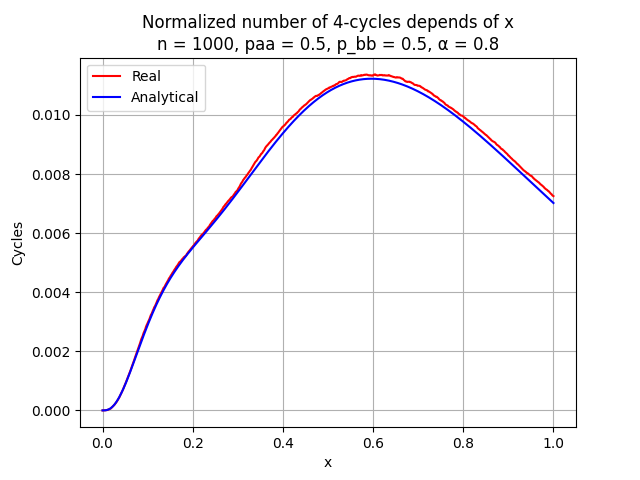 Normalized number of 4-cycles depends of x
n = 1000, paa = 0.5, p_bb = 0.5, α = 0.8
Real
Analytical
0.010
0.008
0.006
0.004
0.002
0.000
Cycles
0.0 0.2 0.4 0.6 0.8 1.0
x